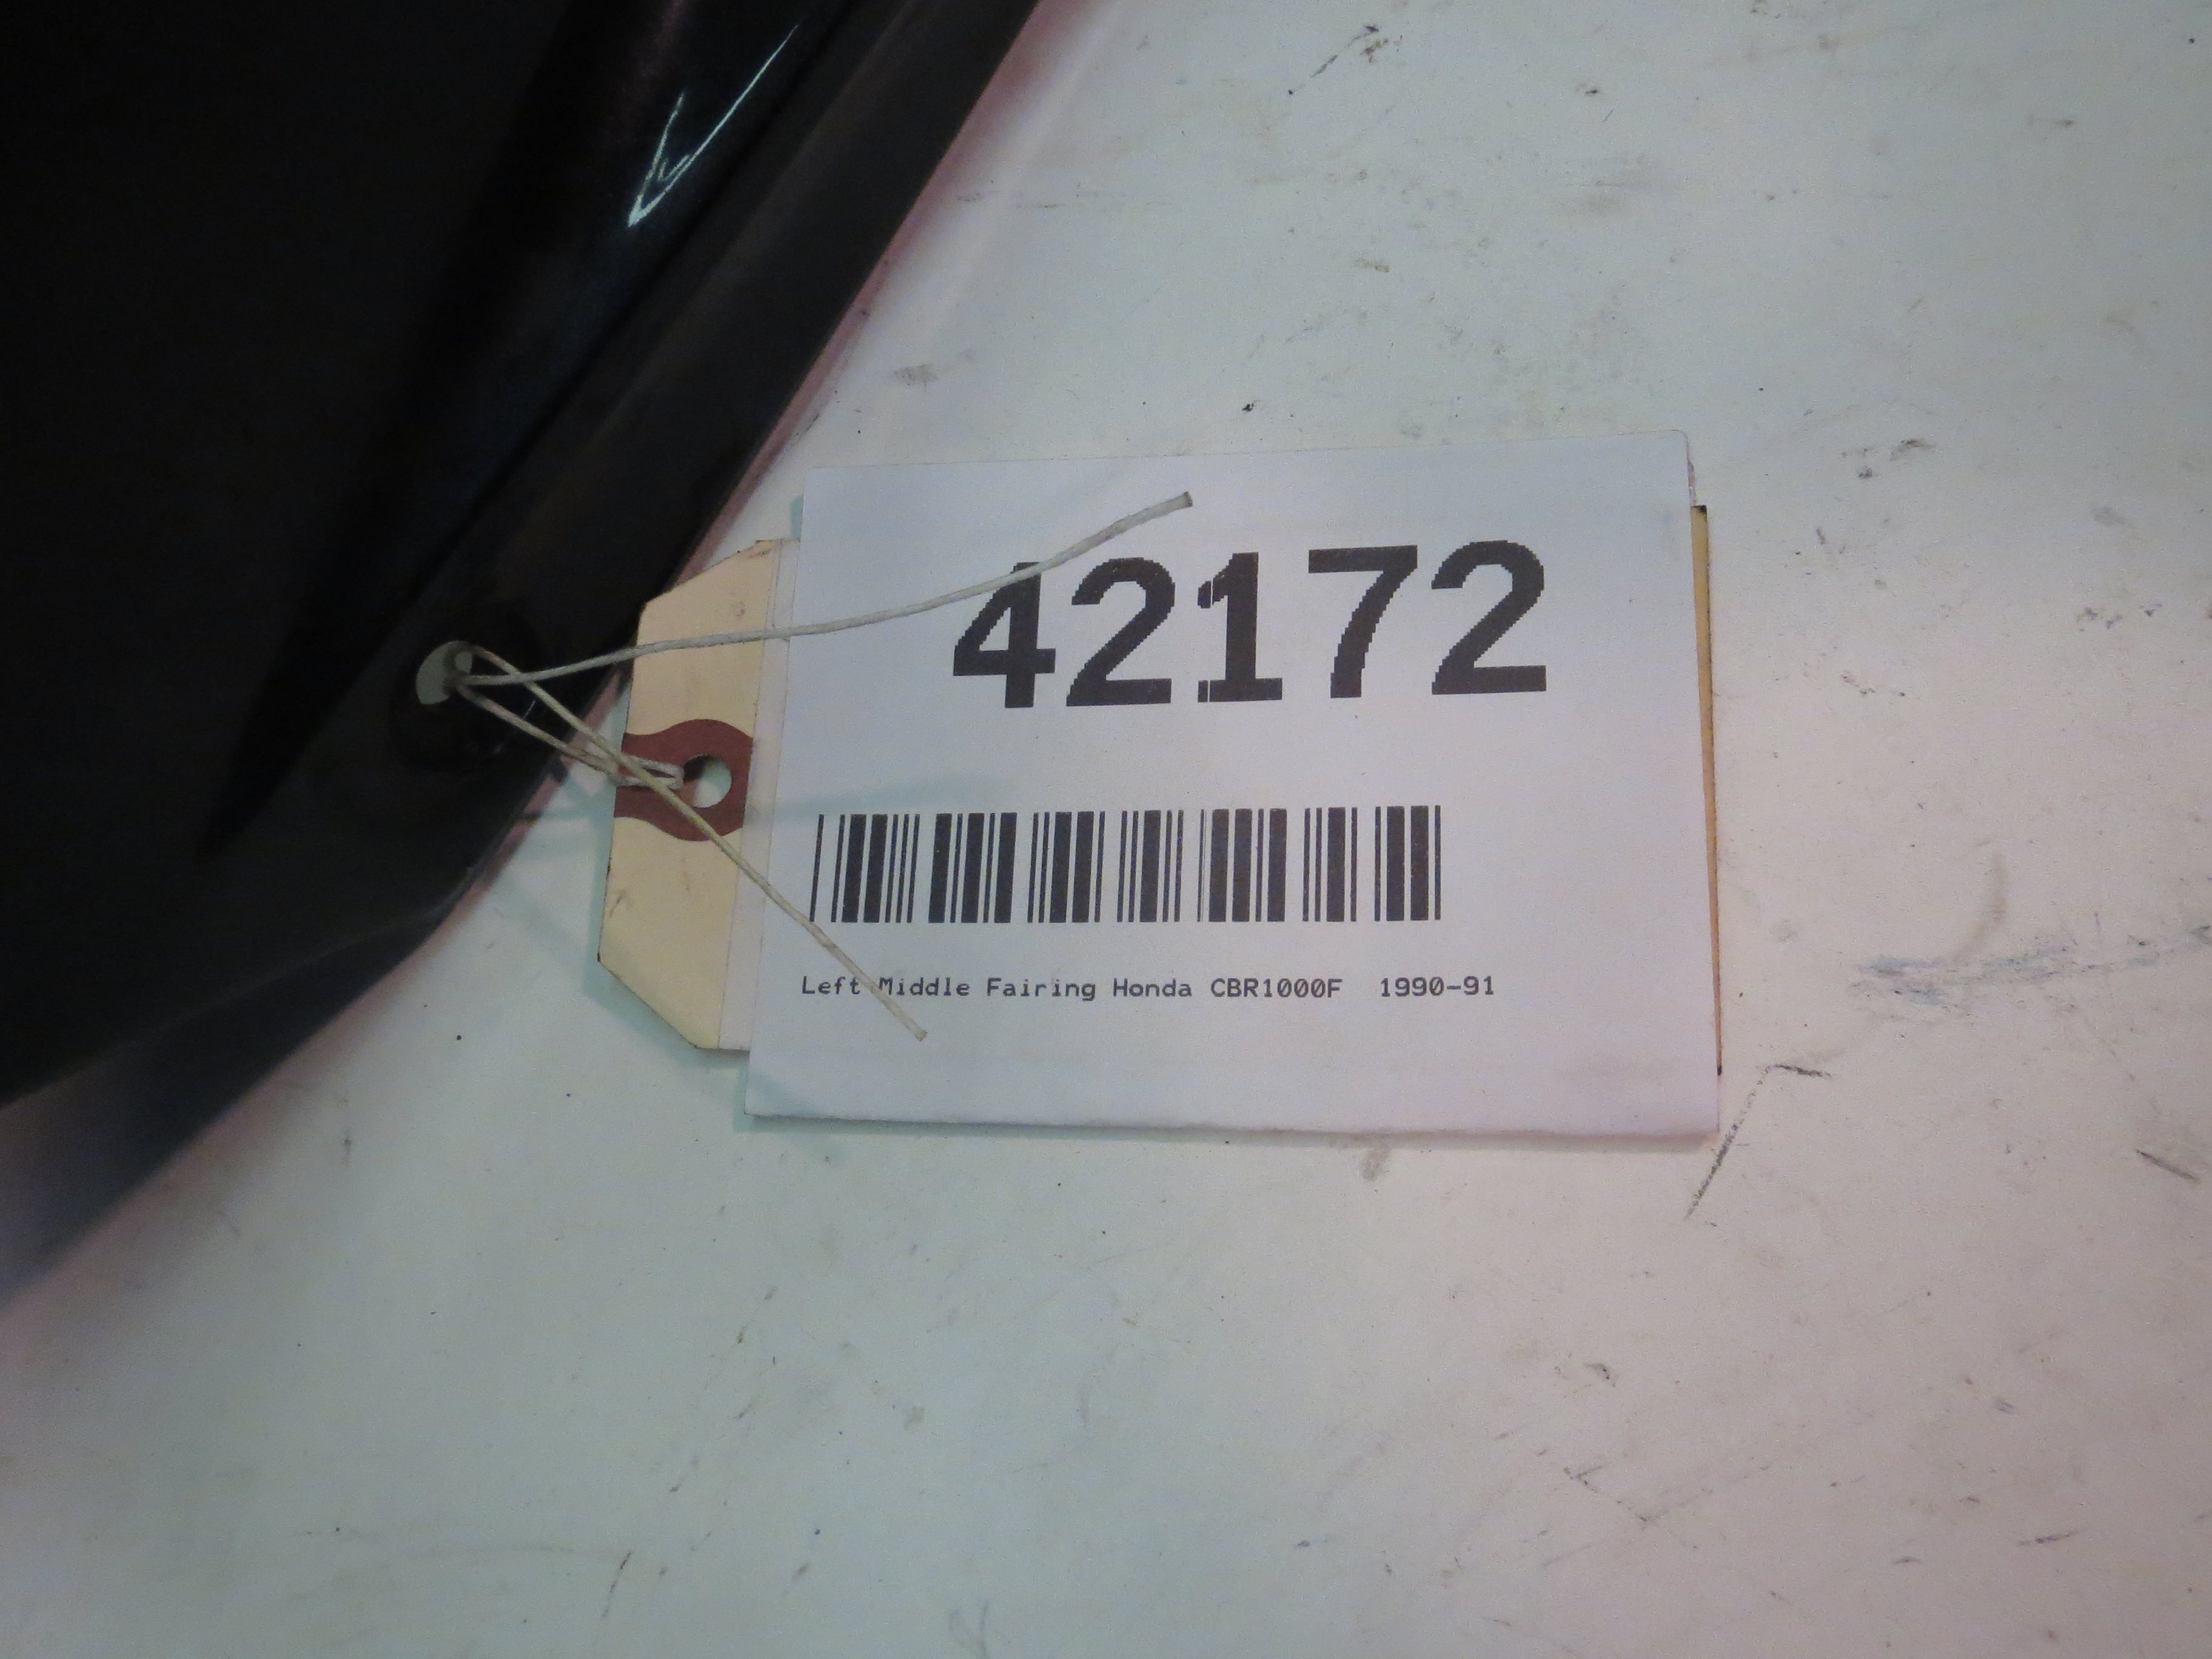 42172
Left Middle Fairing Honda CBR1000F  1990-91